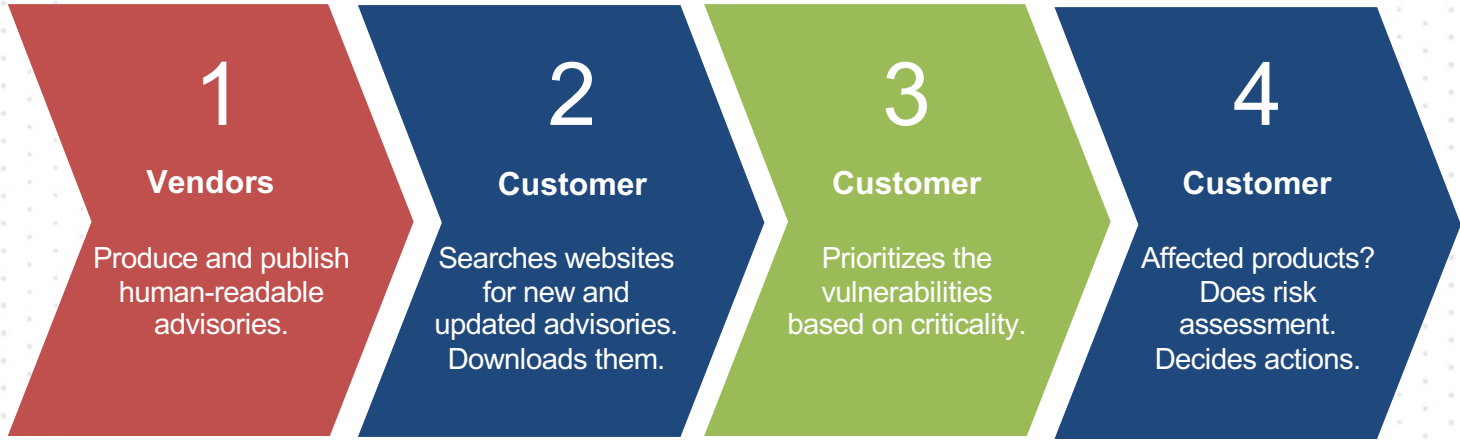 1
Vendors
Produce and publish
human-readable
advisories.
2
Customer
Searches websites
for new and
updated advisories.
Downloads them.
3
Customer
Prioritizes the
vulnerabilities
based on criticality.
4
Customer
Affected products?
Does risk
assessment.
Decides actions.